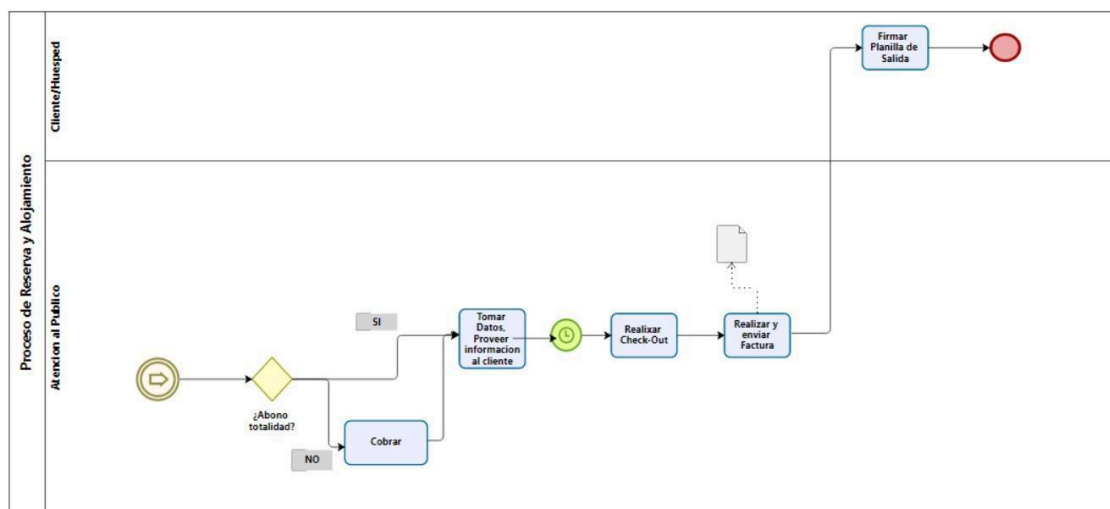 Proceso de Reserva y Alojamiento
Cliente/Huesped
Firmar
Planilla de
Salida
Atencion al Publico
¿Abono
totalidad?
SI
NO
Cobrar
Tomar
Datos,
Proveer
informacion
al cliente
Realixar
Check-Out
Realizar y
enviar
Factura